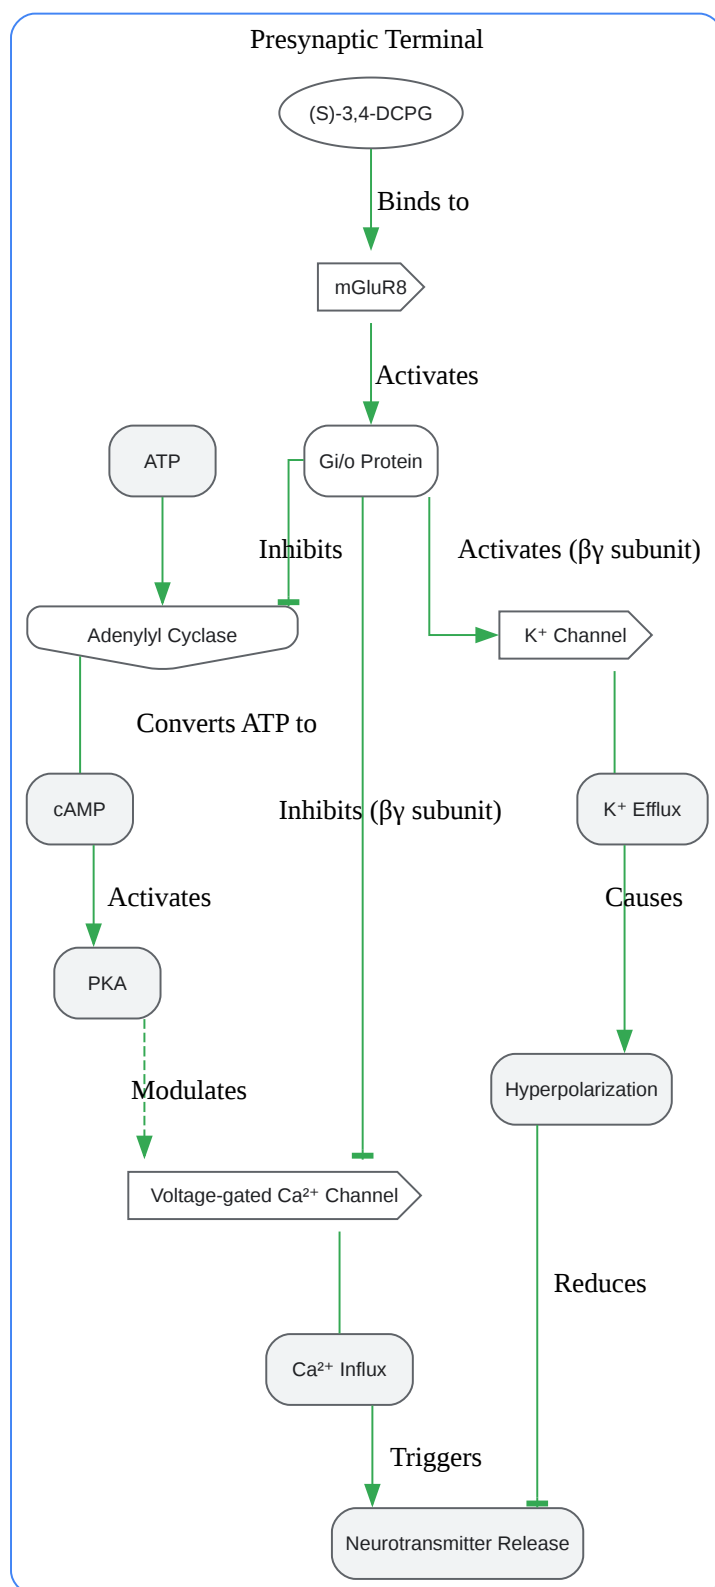 Presynaptic Terminal
(S)-3,4-DCPG
Binds to
mGluR8
Activates
ATP
Gi/o Protein
Inhibits
Activates (βγ subunit)
Adenylyl Cyclase
K⁺ Channel
Converts ATP to
cAMP
Inhibits (βγ subunit)
K⁺ Efflux
Activates
Causes
PKA
Modulates
Hyperpolarization
Voltage-gated Ca²⁺ Channel
Reduces
Ca²⁺ Influx
Triggers
Neurotransmitter Release